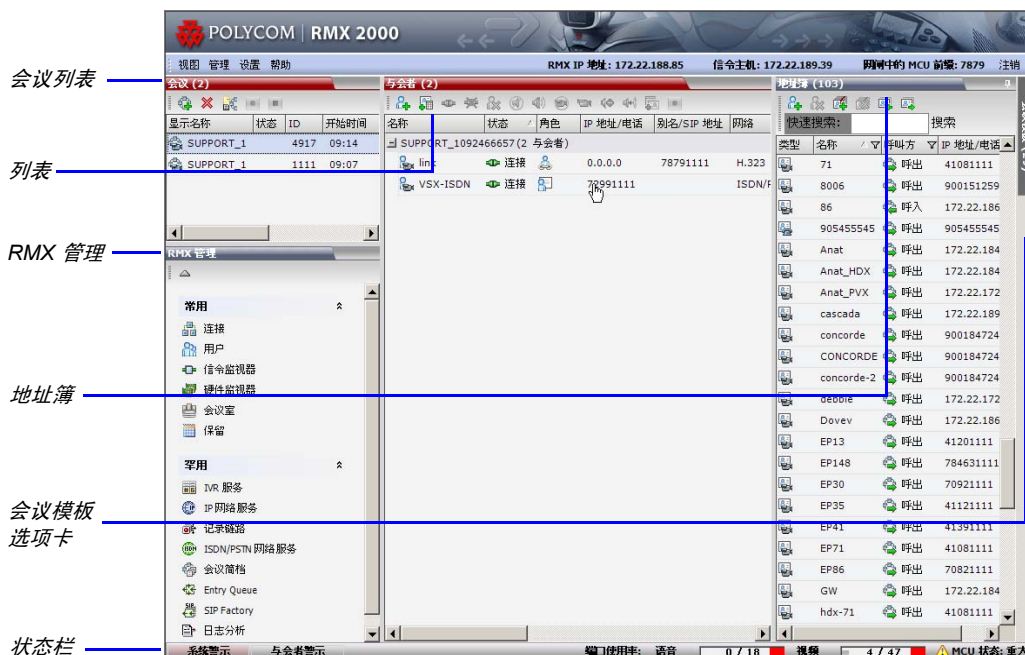 POLYCOM | RMX 2000
视图 管理 设置 帮助
RMX IP 地址: 172.22.188.85 信令主机: 172.22.189.39 网闸中的 MCU 前缀: 7879 注销
会议列表
列表
RMX 管理
地址簿
会议模板
选项卡
状态栏
会议 (2)
显示名称 状态 ID 开始时间
SUPPORT_1 4917 09:14
SUPPORT_1 1111 09:07
RMX 管理
常用
连接
用户
信令监视器
硬件监视器
会议室
保留
罕用
IVR 服务
IP 网络服务
记录链路
ISDN/PSTN 网络服务
会议简档
Entry Queue
SIP Factory
日志分析
与会者 (2)
名称 状态 角色 IP 地址/电话 别名/SIP 地址 网络
SUPPORT_1092466657 (2 与会者)
link 连接 0.0.0.0 78791111 H.323
VSX-ISDN 连接 72991111 ISDN/P
地址簿 (103)
快速搜索: 搜索
类型 名称 呼叫方 IP 地址/电话
71 呼出 41081111
8006 呼出 900151259
86 呼入 172.22.186
905455545 呼出 905455545
Anat 呼出 172.22.184
Anat_HDX 呼出 172.22.184
Anat_PVX 呼出 172.22.172
cascada 呼出 172.22.189
concorde 呼出 900184724
CONCORDE 呼出 900184724
concorde-2 呼出 900184724
debbie 呼出 172.22.172
Dovev 呼出 172.22.186
EP13 呼出 41201111
EP148 呼出 784631111
EP30 呼出 70921111
EP35 呼出 41121111
EP41 呼出 41391111
EP71 呼出 41081111
EP86 呼出 70821111
GW 呼出 172.22.184
hdx-71 呼出 41081111
系统警示 与会者警示 端口使用率: 语音 0 / 18 视频 4 / 47 MCU 状态: 重大